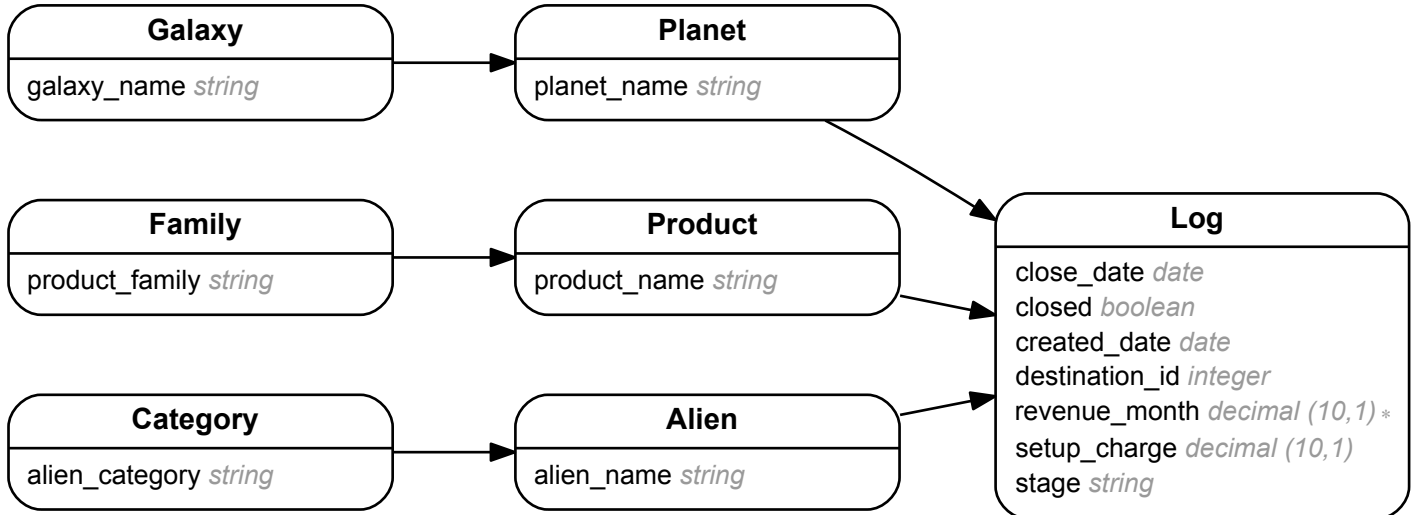 Galaxy
galaxy_name string
Planet
planet_name string
Family
product_family string
Product
product_name string
Category
alien_category string
Alien
alien_name string
Log
close_date date
closed boolean
created_date date
destination_id integer
revenue_month decimal (10,1) *
setup_charge decimal (10,1)
stage string